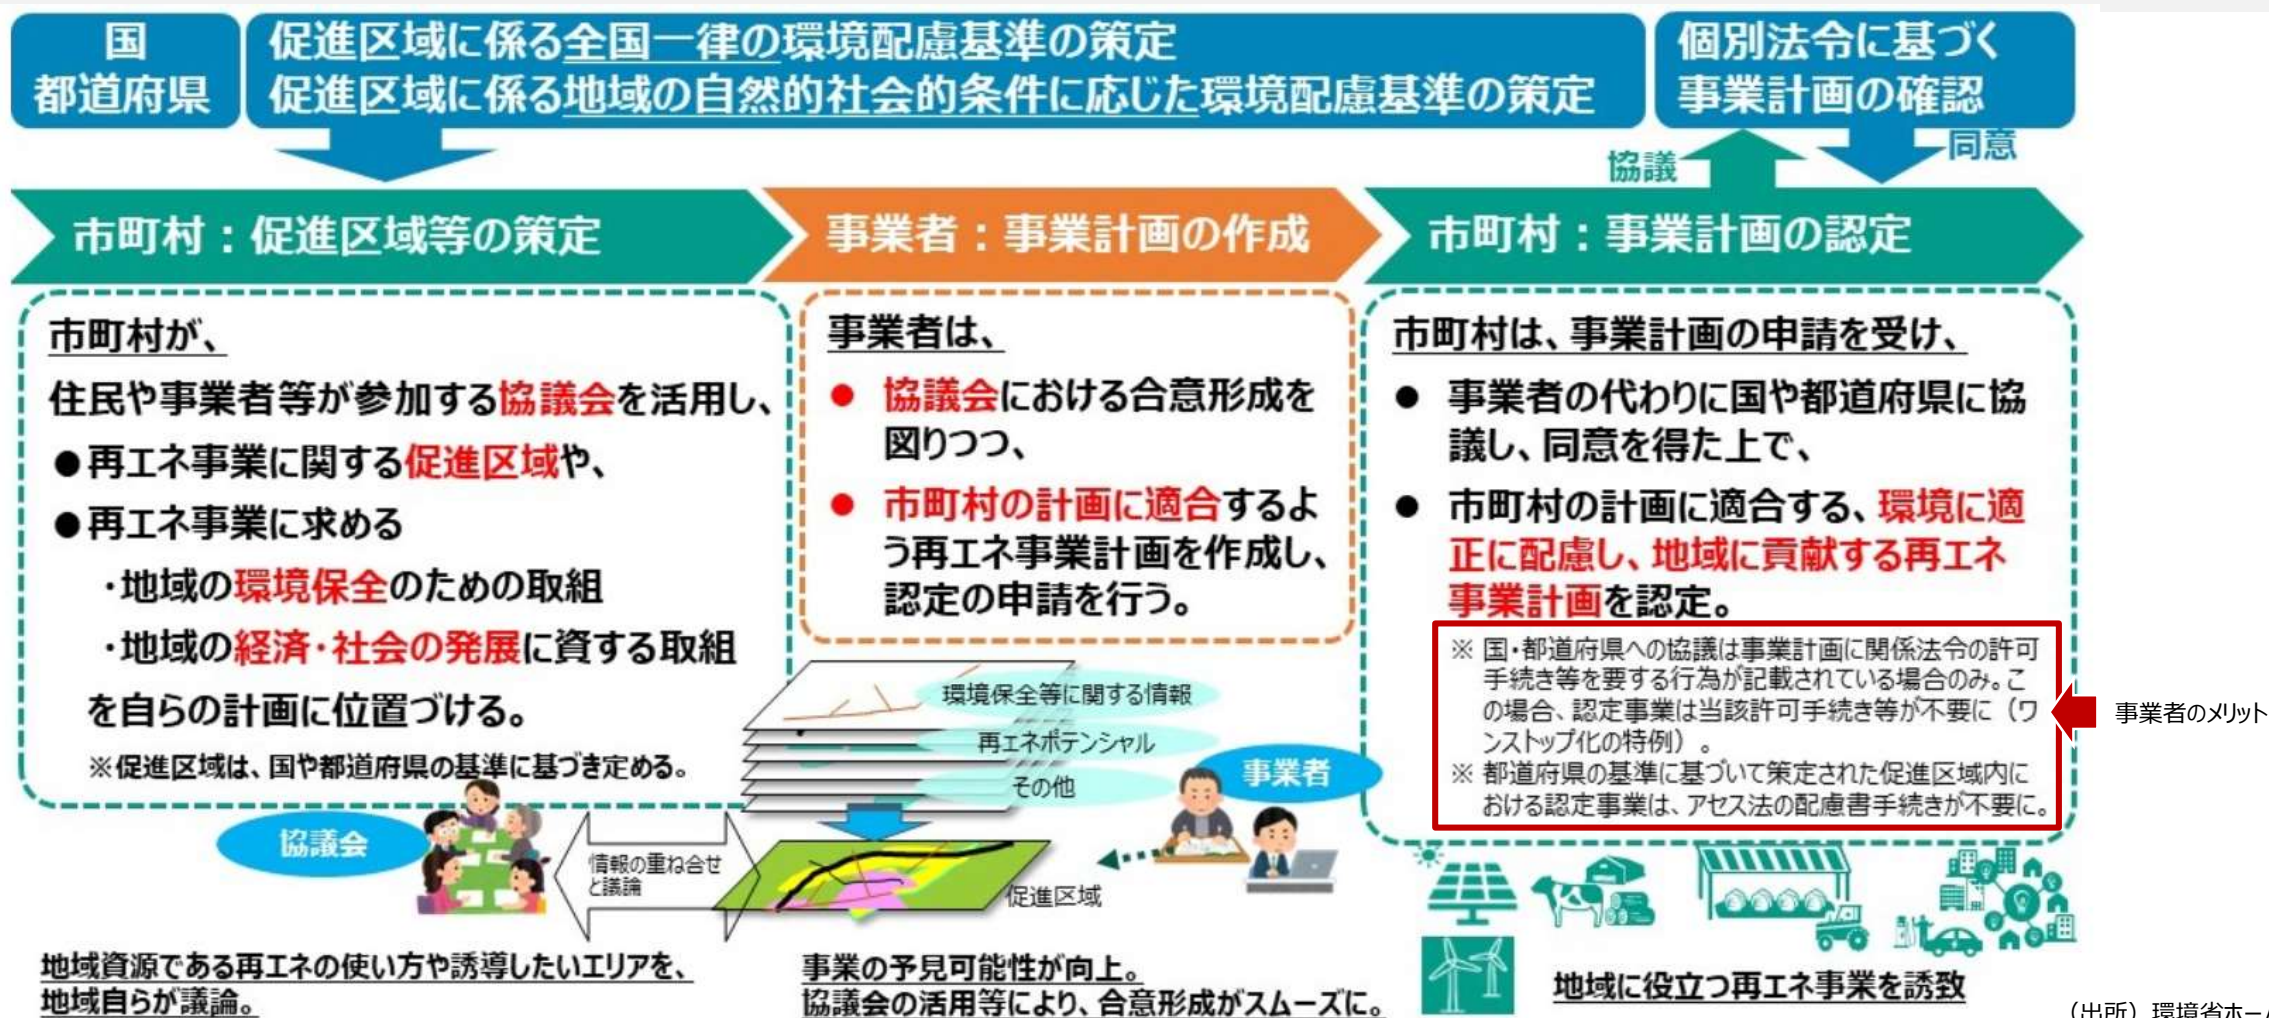 国
都道府県
促進区域に係る全国一律の環境配慮基準の策定
促進区域に係る地域の自然的社会的条件に応じた環境配慮基準の策定
個別法令に基づく
事業計画の確認
協議
同意
市町村：促進区域等の策定
事業者：事業計画の作成
市町村：事業計画の認定
市町村が、
住民や事業者等が参加する協議会を活用し、
●再エネ事業に関する促進区域や、
●再エネ事業に求める
・地域の環境保全のための取組
・地域の経済・社会の発展に資する取組
を自らの計画に位置づける。
※促進区域は、国や都道府県の基準に基づき定める。
事業者は、
● 協議会における合意形成を
図りつつ、
● 市町村の計画に適合するよ
う再エネ事業計画を作成し、
認定の申請を行う。
市町村は、事業計画の申請を受け、
● 事業者の代わりに国や都道府県に協
議し、同意を得た上で、
● 市町村の計画に適合する、環境に適
正に配慮し、地域に貢献する再エネ
事業計画を認定。
※ 国・都道府県への協議は事業計画に関係法令の許可
手続き等を要する行為が記載されている場合のみ。こ
の場合、認定事業は当該許可手続き等が不要に（ワ
ンストップ化の特例）。
※ 都道府県の基準に基づいて策定された促進区域内に
おける認定事業は、アセス法の配慮書手続きが不要に。
事業者のメリット
環境保全等に関する情報
再エネポテンシャル
その他
事業者
協議会
情報の重ね合せ
と議論
促進区域
地域資源である再エネの使い方や誘導したいエリアを、
地域自らが議論。
事業の予見可能性が向上。
協議会の活用等により、合意形成がスムーズに。
地域に役立つ再エネ事業を誘致
（出所）環境省ホー